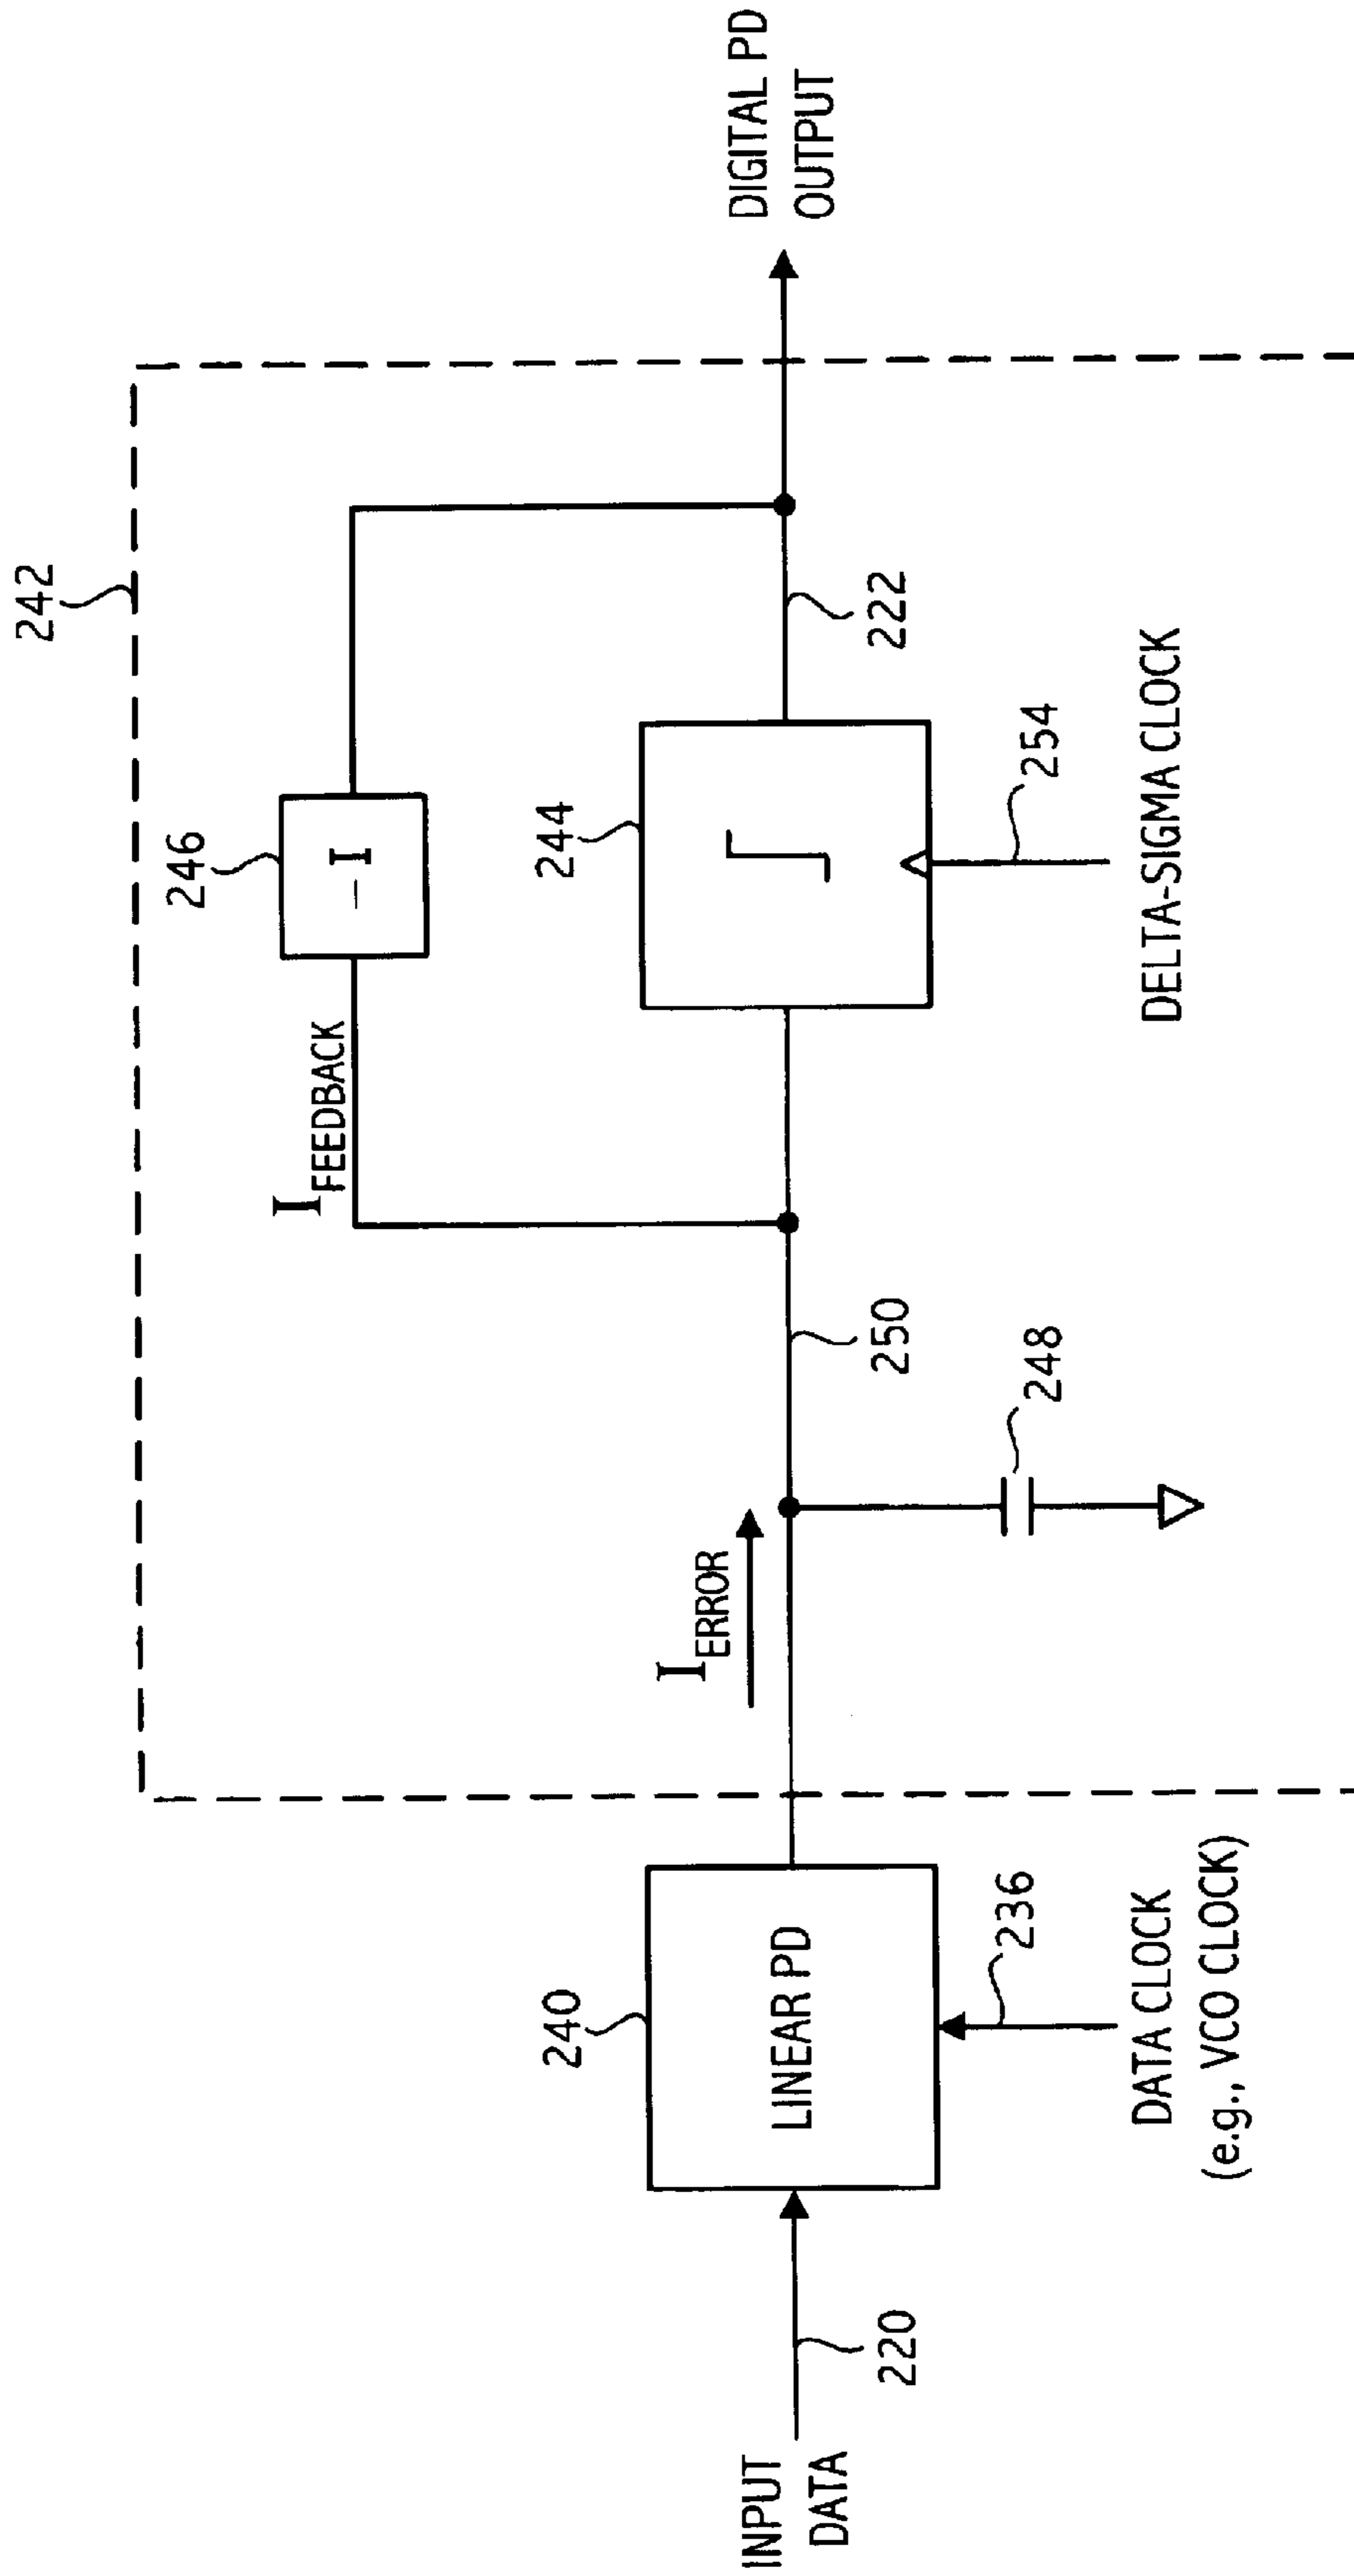 242
246
– I
I FEEDBACK
244
222
254
DELTA-SIGMA CLOCK
DIGITAL PD
OUTPUT
I ERROR
250
248
240
LINEAR PD
236
DATA CLOCK
(e.g., VCO CLOCK)
INPUT
DATA
220